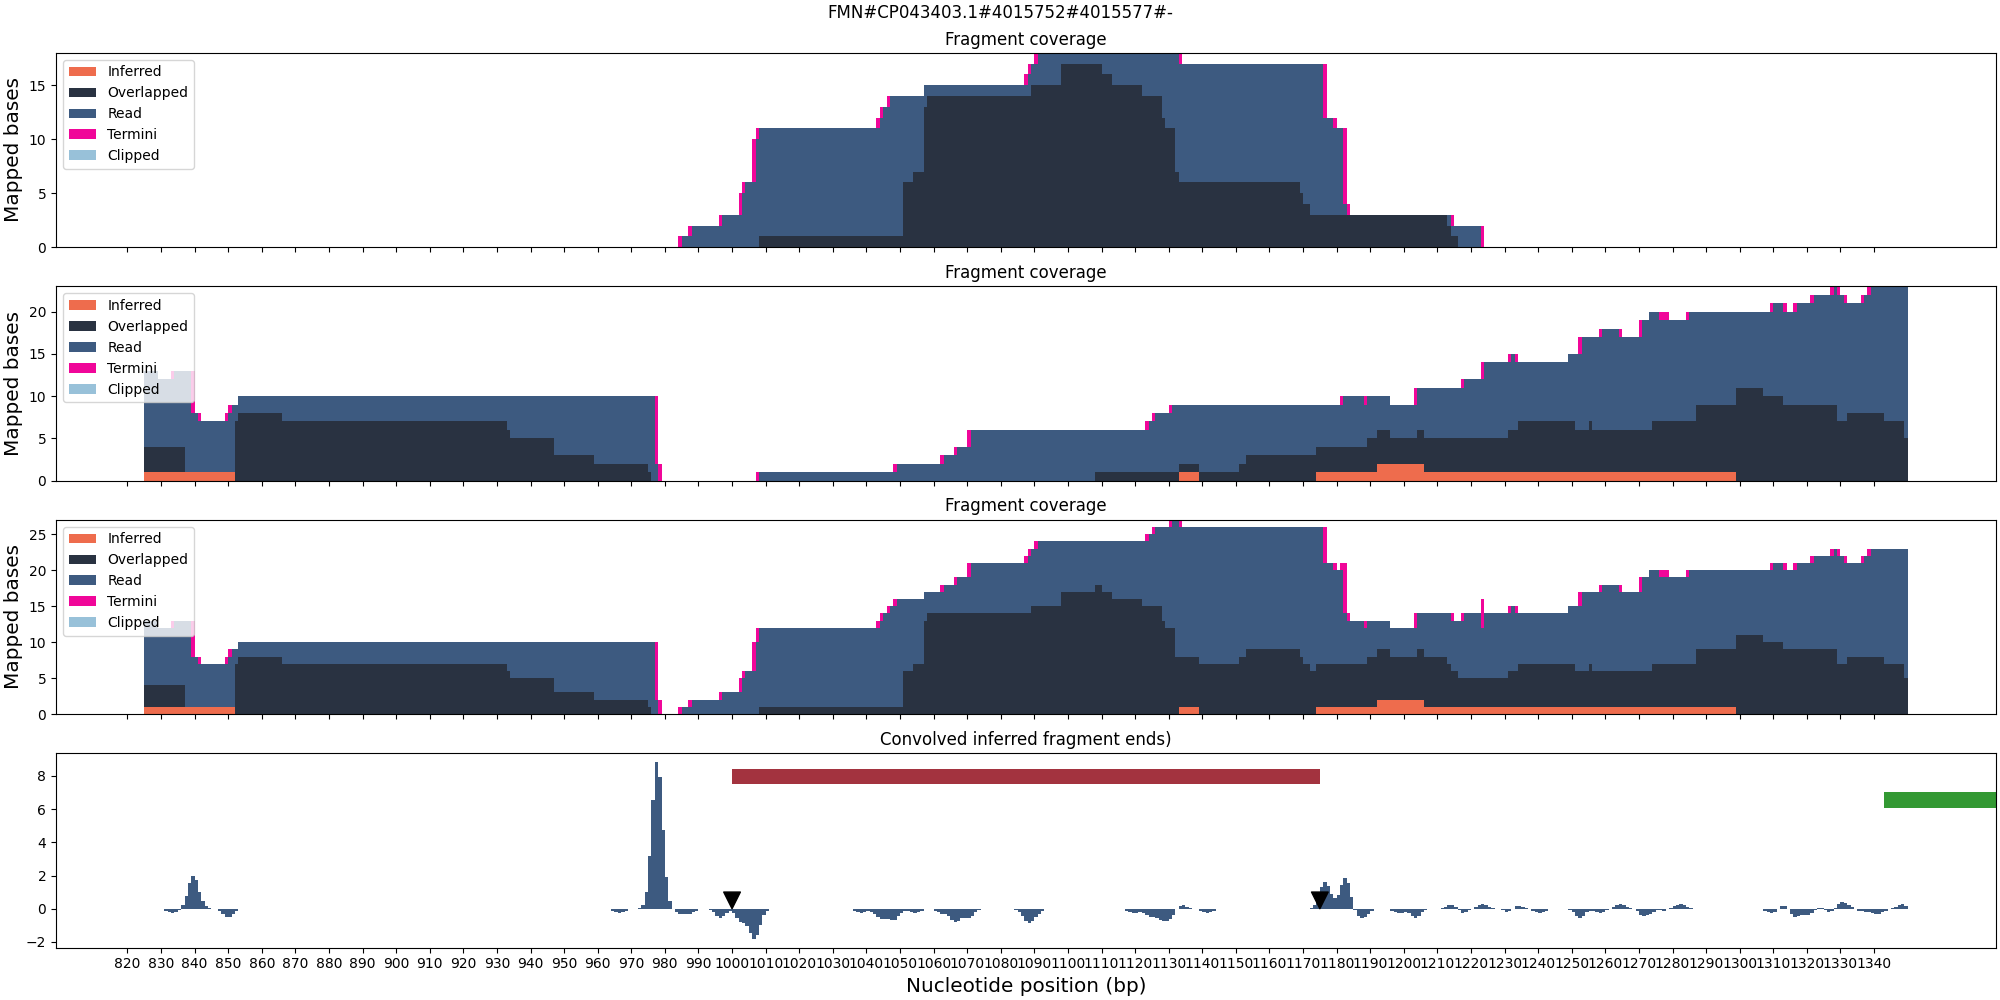 FMN#CP043403.1#4015752#4015577#-
Fragment coverage
Mapped bases
15
10
5
0
Inferred
Overlapped
Read
Termini
Clipped
Fragment coverage
Mapped bases
20
15
10
5
0
Inferred
Overlapped
Read
Termini
Clipped
Fragment coverage
Mapped bases
25
20
15
10
5
0
Inferred
Overlapped
Read
Termini
Clipped
Convolved inferred fragment ends)
8
6
4
2
0
−2
820 830 840 850 860 870 880 890 900 910 920 930 940 950 960 970 980 990 1000 1010 1020 1030 1040 1050 1060 1070 1080 1090 1100 1110 1120 1130 1140 1150 1160 1170 1180 1190 1200 1210 1220 1230 1240 1250 1260 1270 1280 1290 1300 1310 1320 1330 1340
Nucleotide position (bp)